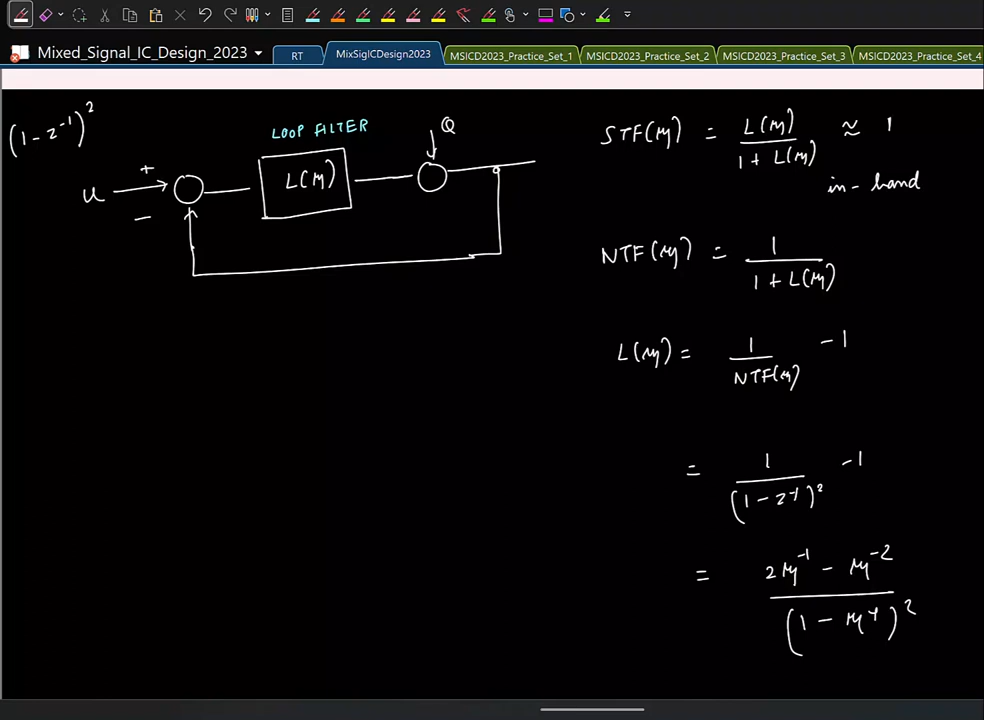 Mixed_Signal_IC_Design_2023
RT
MixSigICDesign2023
MSICD2023_Practice_Set_1
MSICD2023_Practice_Set_2
MSICD2023_Practice_Set_3
MSICD2023_Practice_Set_4
(1 - z⁻¹)²
LOOP FILTER
Q
u
+
-
L(z)
STF(z) = L(z) / (1 + L(z)) ≈ 1
in-band
NTF(z) = 1 / (1 + L(z))
L(z) = 1 / NTF(z) - 1
= 1 / (1 - z⁻¹)² - 1
= (2z⁻¹ - z⁻²) / (1 - z⁻¹)²